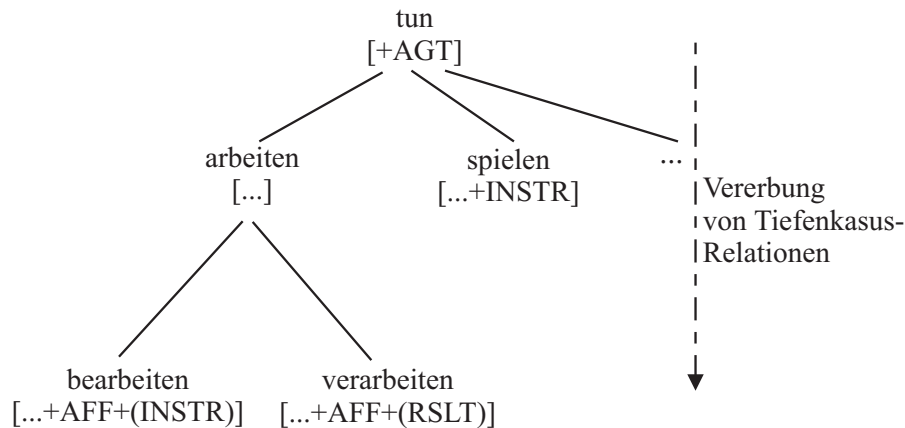 tun
[+AGT]
arbeiten
[...]
spielen
[...+INSTR]
...
Vererbung
von Tiefenkasus-
Relationen
bearbeiten
[...+AFF+(INSTR)]
verarbeiten
[...+AFF+(RSLT)]